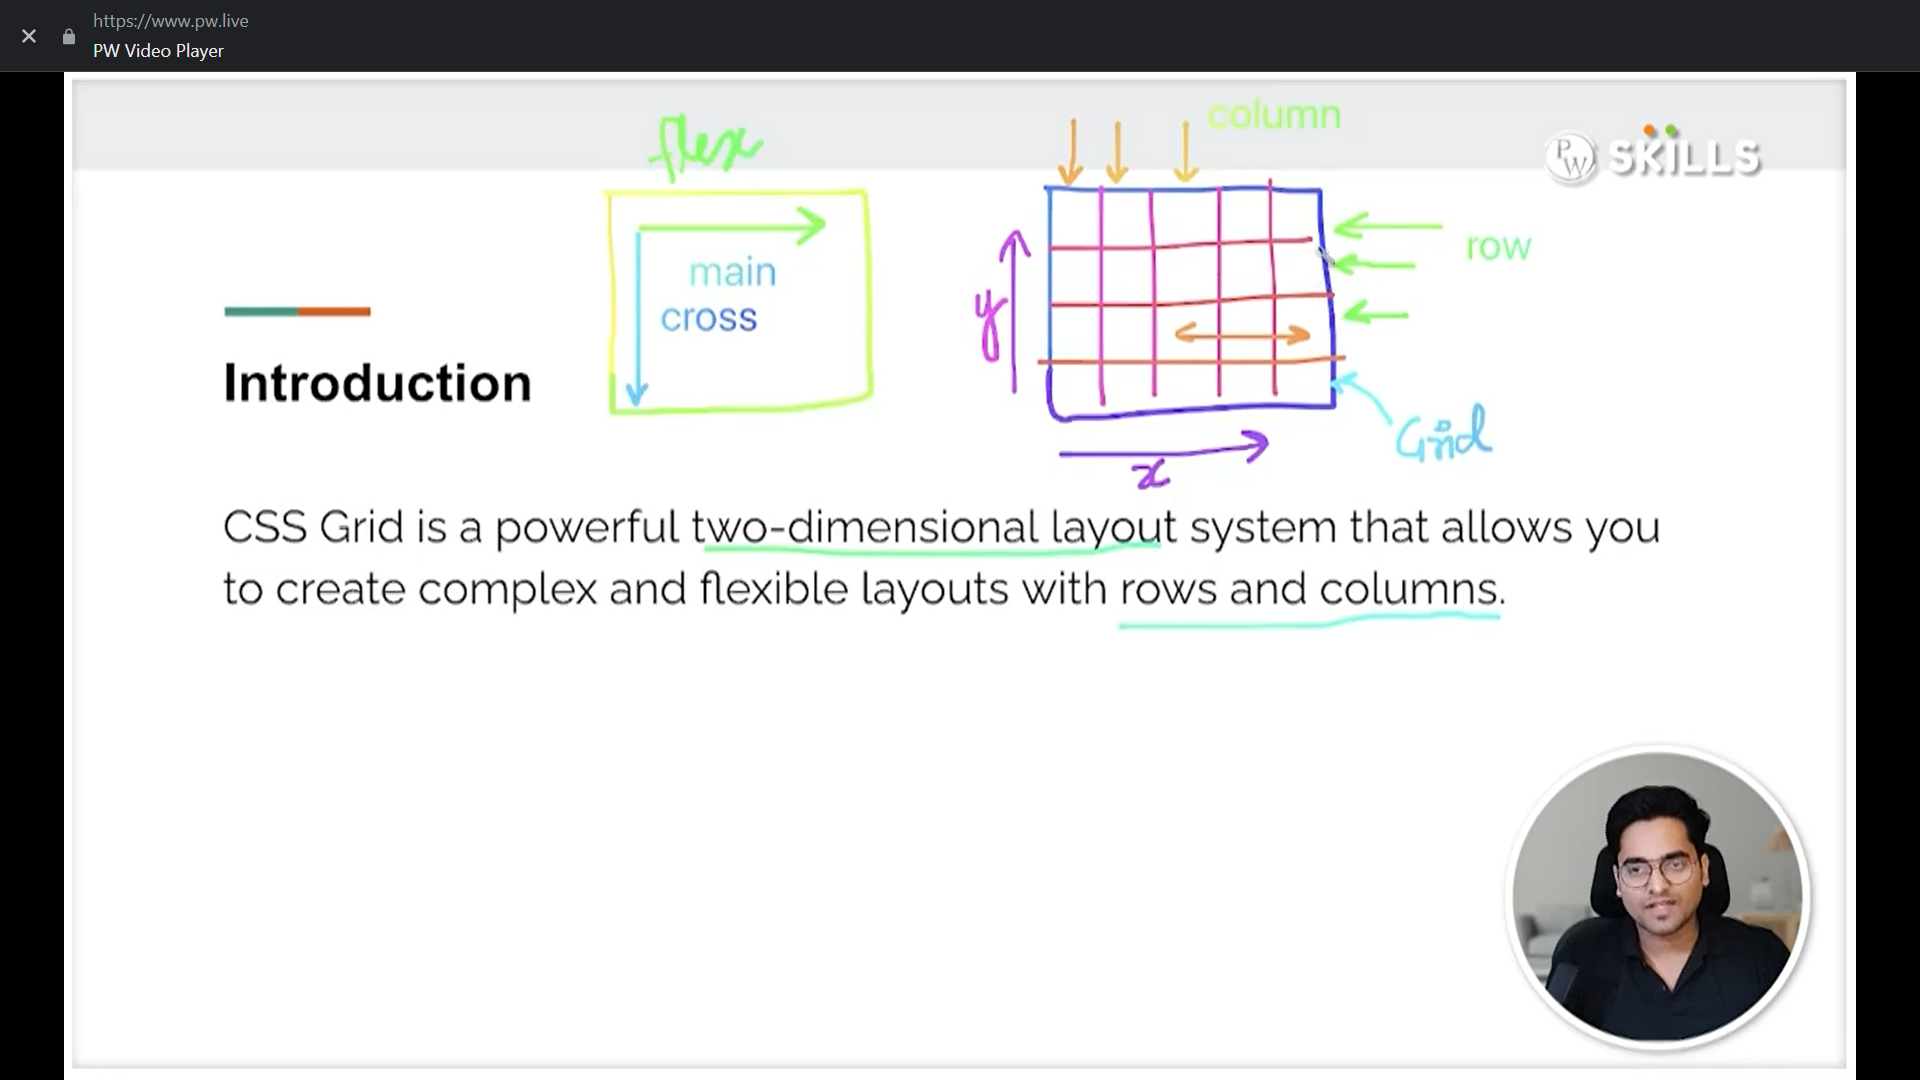 https://www.pw.live
PW Video Player
flex
column
PW SKILLS
main
row
cross
y
Introduction
Grid
x
CSS Grid is a powerful two-dimensional layout system that allows you
to create complex and flexible layouts with rows and columns.